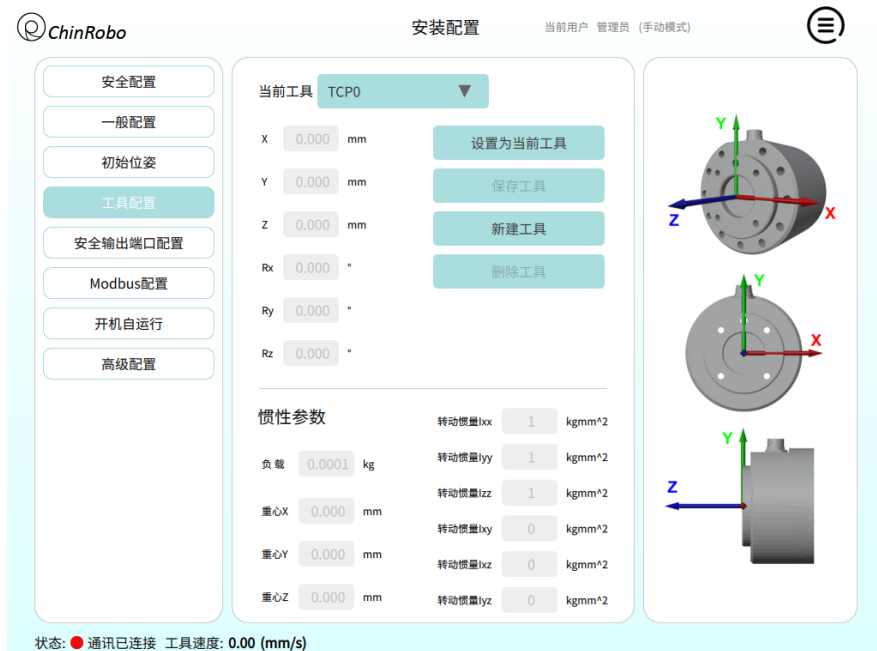 ChinRobo
安装配置
当前用户 管理员 (手动模式)
安全配置
一般配置
初始位姿
工具配置
安全输出端口配置
Modbus配置
开机自运行
高级配置
当前工具 TCP0 ▼
X 0.000 mm
Y 0.000 mm
Z 0.000 mm
Rx 0.000 °
Ry 0.000 °
Rz 0.000 °
设置为当前工具
保存工具
新建工具
删除工具
惯性参数
负 载 0.0001 kg
重心X 0.000 mm
重心Y 0.000 mm
重心Z 0.000 mm
转动惯量Ixx 1 kgmm^2
转动惯量Iyy 1 kgmm^2
转动惯量Izz 1 kgmm^2
转动惯量Ixy 0 kgmm^2
转动惯量Ixz 0 kgmm^2
转动惯量Iyz 0 kgmm^2
Y
Z
X
Y
X
Y
Z
状态: 通讯已连接 工具速度: 0.00 (mm/s)